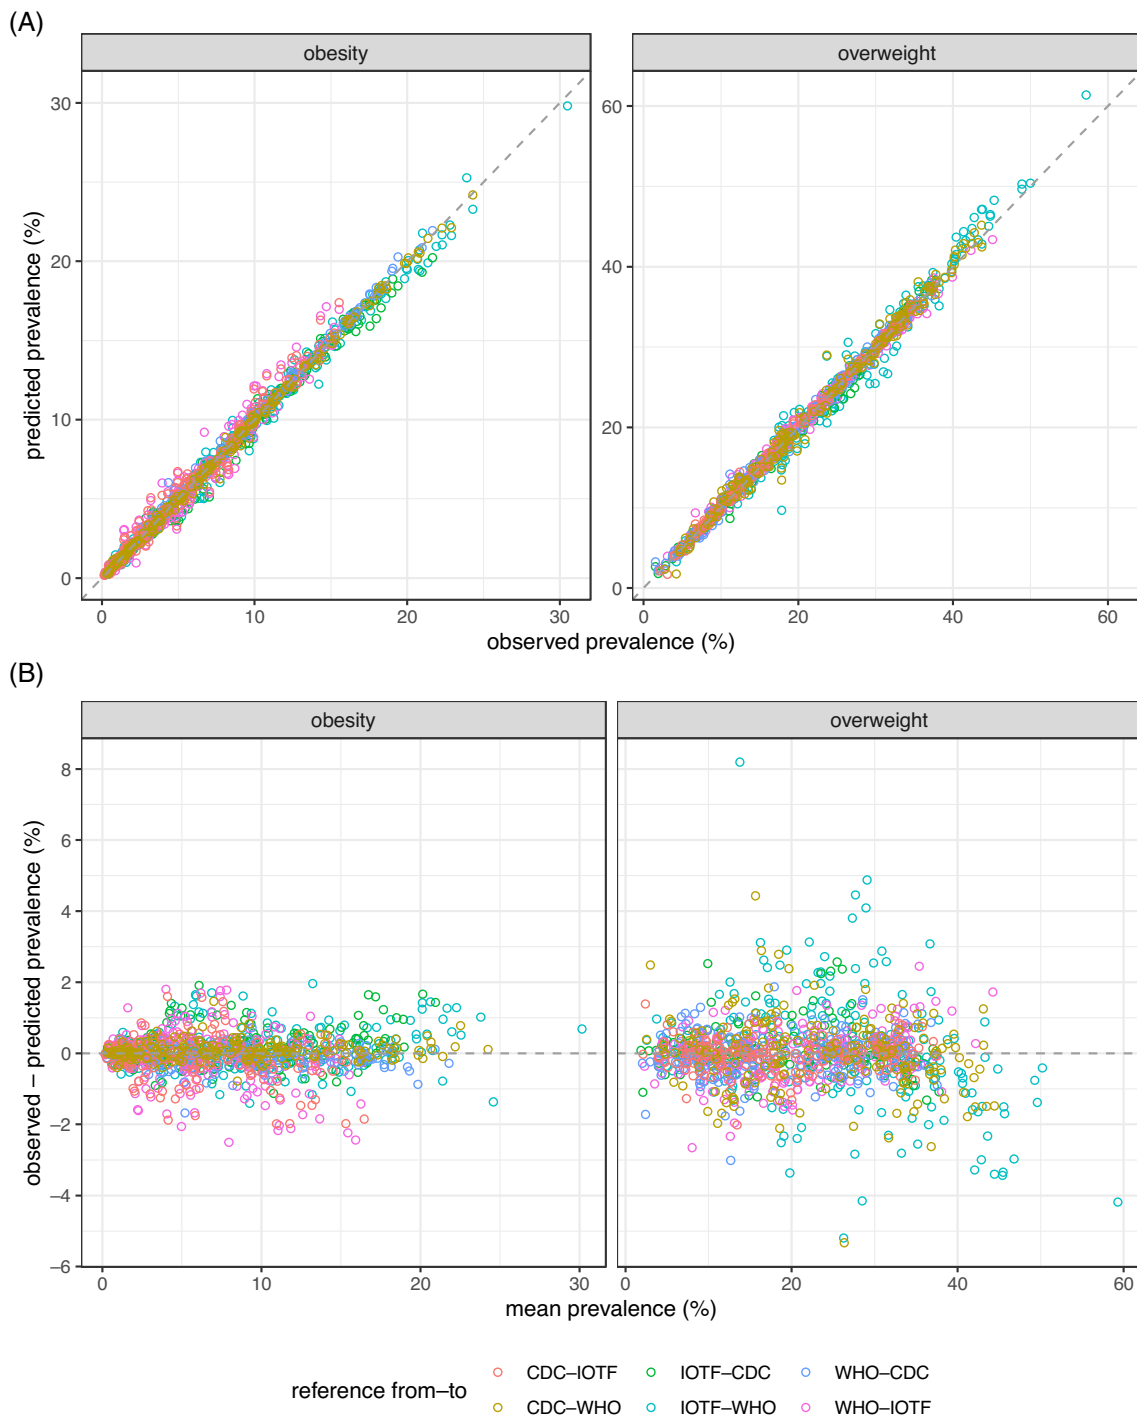 (A)
obesity
overweight
predicted prevalence (%)
30
20
10
0
60
40
20
0
0 10 20 30
0 20 40 60
observed prevalence (%)
(B)
obesity
overweight
observed − predicted prevalence (%)
8
6
4
2
0
−2
−4
−6
0 10 20 30
0 20 40 60
mean prevalence (%)
reference from−to
CDC−IOTF IOTF−CDC WHO−CDC
CDC−WHO IOTF−WHO WHO−IOTF